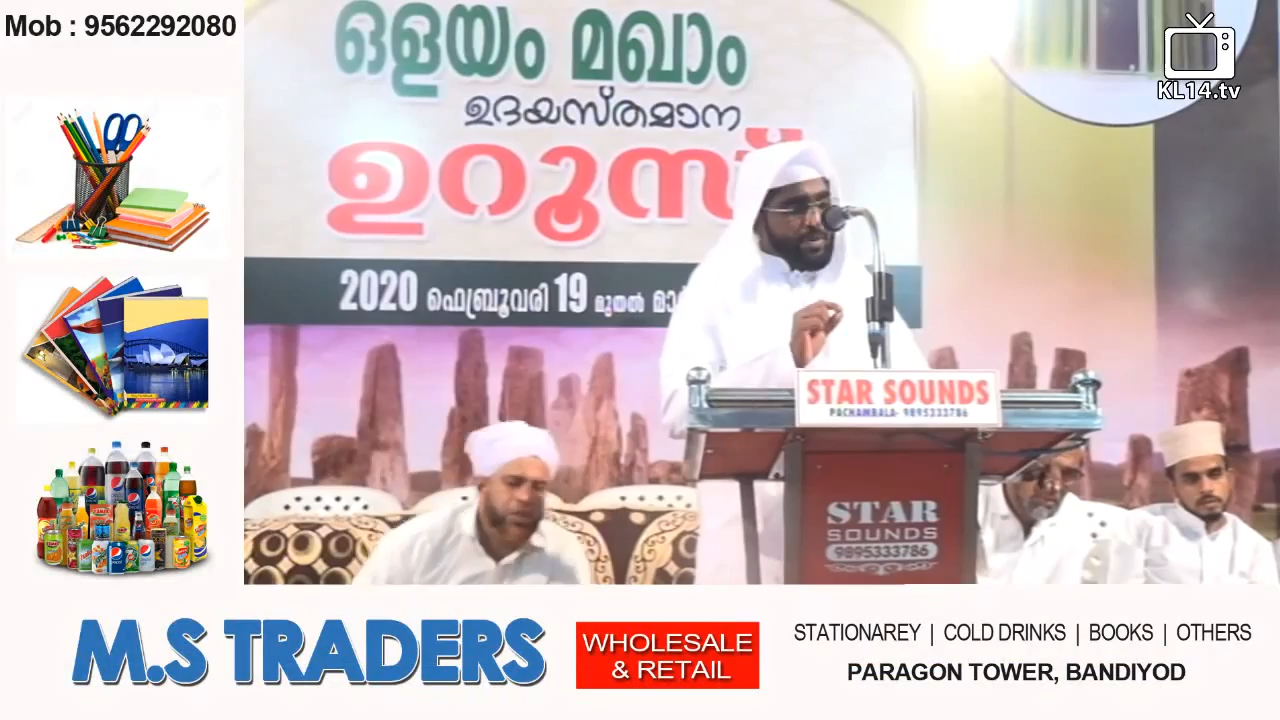 Mob : 9562292080
ഒളയം മഖാം
ഉദയസ്തമാന
ഉറൂസ്
2020 ഫെബ്രുവരി 19 മുതൽ
KL14.tv
STAR SOUNDS
PACHAMBALA- 9895333786
STAR
SOUNDS
9895333786
M.S TRADERS
WHOLESALE
& RETAIL
STATIONAREY | COLD DRINKS | BOOKS | OTHERS
PARAGON TOWER, BANDIYOD